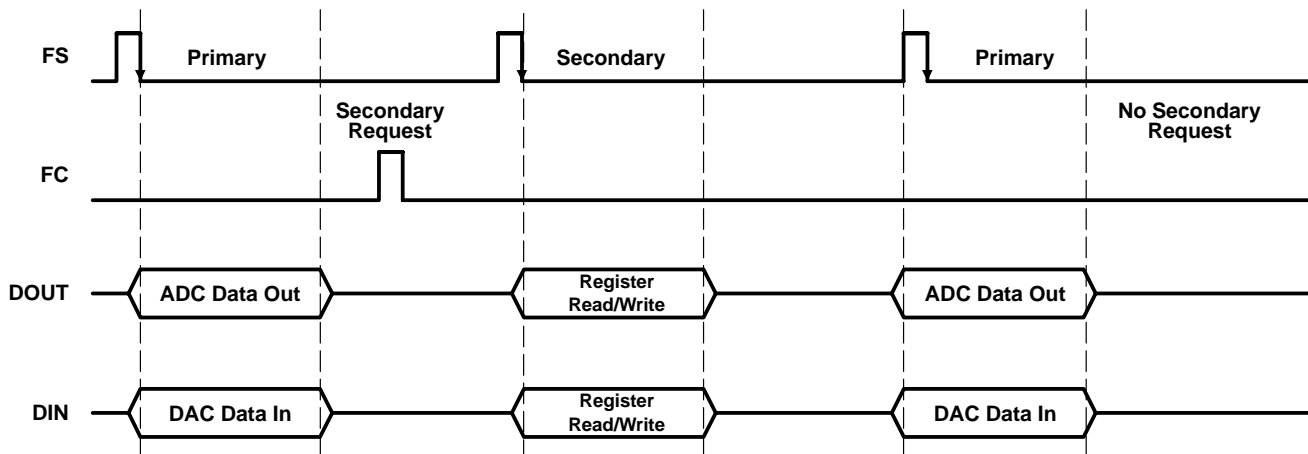 FS
Primary
Secondary
Primary
Secondary
Request
No Secondary
Request
FC
DOUT
ADC Data Out
Register
Read/Write
ADC Data Out
DIN
DAC Data In
Register
Read/Write
DAC Data In